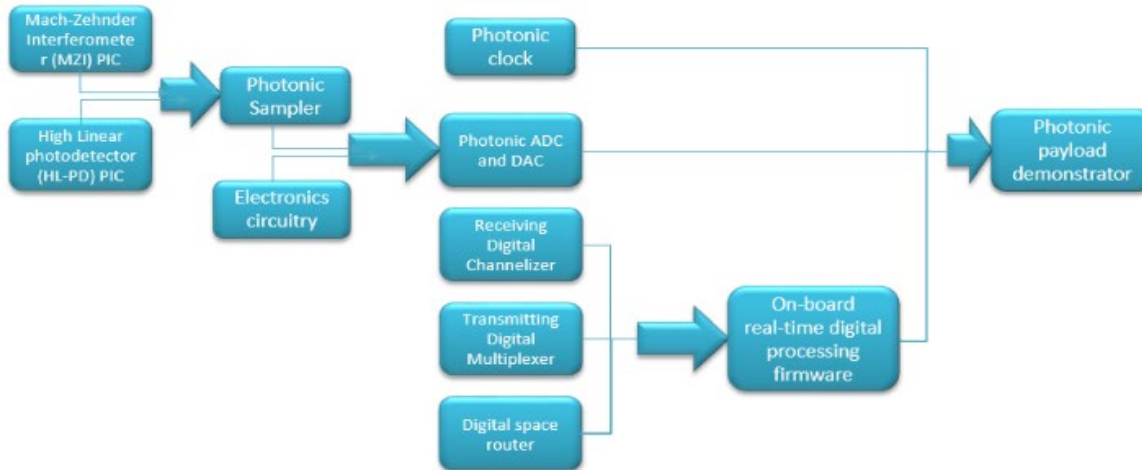 Mach-Zehnder
Interferomete
r (MZI) PIC
High Linear
photodetector
(HL-PD) PIC
Photonic
Sampler
Electronics
circuitry
Photonic
clock
Photonic ADC
and DAC
Receiving
Digital
Channelizer
Transmitting
Digital
Multiplexer
Digital space
router
On-board
real-time digital
processing
firmware
Photonic
payload
demonstrator